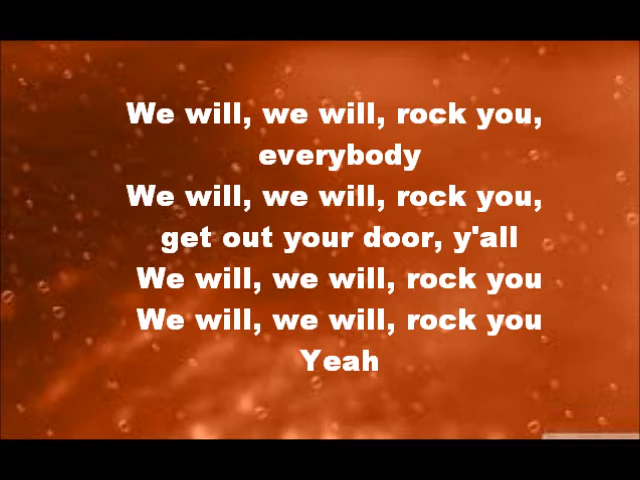 We will, we will, rock you,
everybody
We will, we will, rock you,
get out your door, y'all
We will, we will, rock you
We will, we will, rock you
Yeah